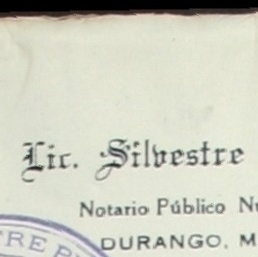 Lic. Silvestre
Notario Público
DURANGO, M